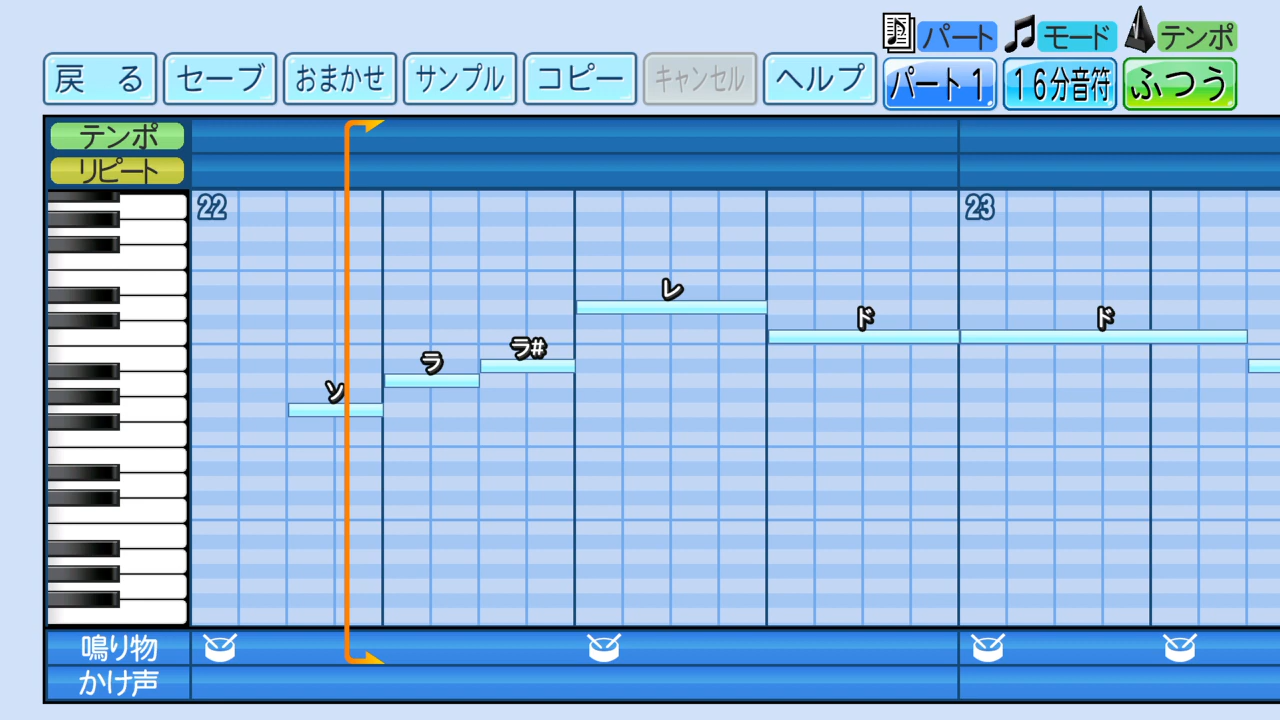 パート モード テンポ
戻る セーブ おまかせ サンプル コピー キャンセル ヘルプ パート1 16分音符 ふつう
テンポ
リピート
22 23
レ
ド ド
ラ#
ラ
ソ
鳴り物
かけ声